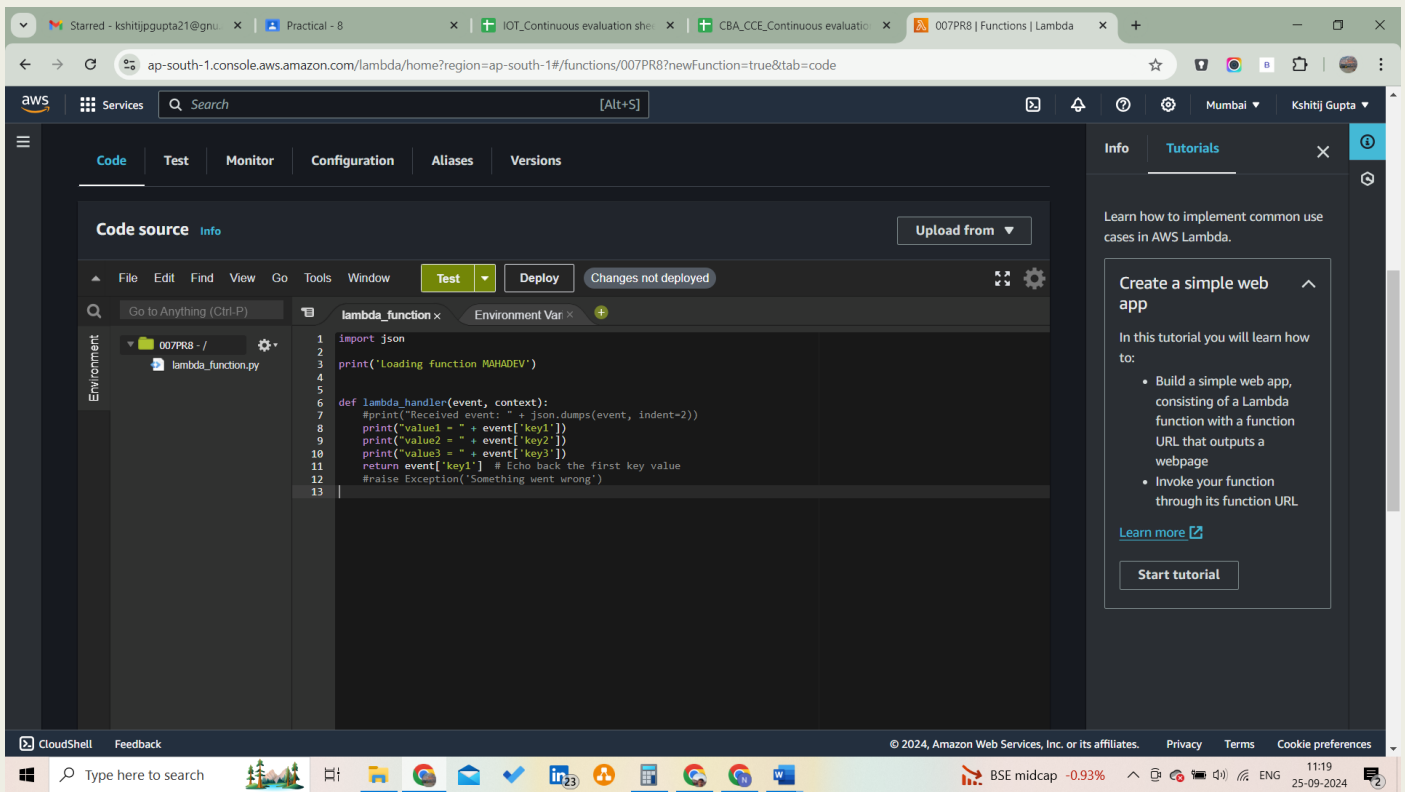 Starred - kshitijpgupta21@gnu.
Practical - 8
IOT_Continuous evaluation shee
CBA_CCE_Continuous evaluatio
007PR8 | Functions | Lambda
ap-south-1.console.aws.amazon.com/lambda/home?region=ap-south-1#/functions/007PR8?newFunction=true&tab=code
aws
Services
Search
[Alt+S]
Mumbai ▼
Kshitij Gupta ▼
Code
Test
Monitor
Configuration
Aliases
Versions
Code source Info
Upload from ▼
File Edit Find View Go Tools Window
Test
Deploy
Changes not deployed
Go to Anything (Ctrl-P)
lambda_function ×
Environment Vari ×
Environment
007PR8 - /
lambda_function.py
1 import json
2
3 print('Loading function MAHADEV')
4
5
6 def lambda_handler(event, context):
7 #print("Received event: " + json.dumps(event, indent=2))
8 print("value1 = " + event['key1'])
9 print("value2 = " + event['key2'])
10 print("value3 = " + event['key3'])
11 return event['key1'] # Echo back the first key value
12 #raise Exception('Something went wrong')
13
Info
Tutorials
Learn how to implement common use
cases in AWS Lambda.
Create a simple web
app
In this tutorial you will learn how
to:
• Build a simple web app,
consisting of a Lambda
function with a function
URL that outputs a
webpage
• Invoke your function
through its function URL
Learn more
Start tutorial
CloudShell
Feedback
© 2024, Amazon Web Services, Inc. or its affiliates.
Privacy
Terms
Cookie preferences
Type here to search
23
BSE midcap -0.93%
ENG
11:19
25-09-2024
2